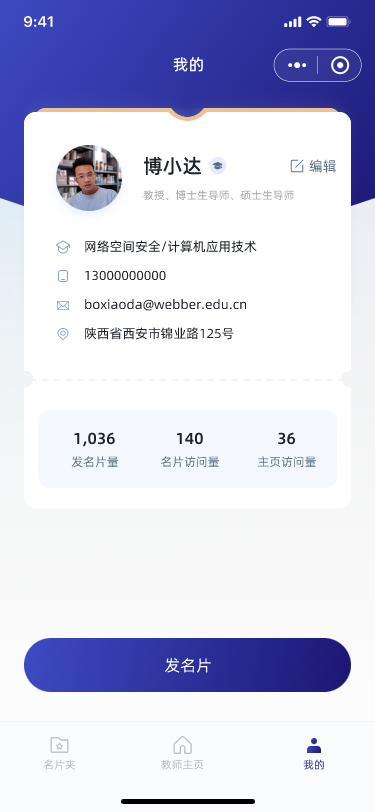 9:41
我的
博小达
编辑
教授、博士生导师、硕士生导师
网络空间安全/计算机应用技术
13000000000
boxiaoda@webber.edu.cn
陕西省西安市锦业路125号
1,036 140 36
发名片量 名片访问量 主页访问量
发名片
名片夹 教师主页 我的